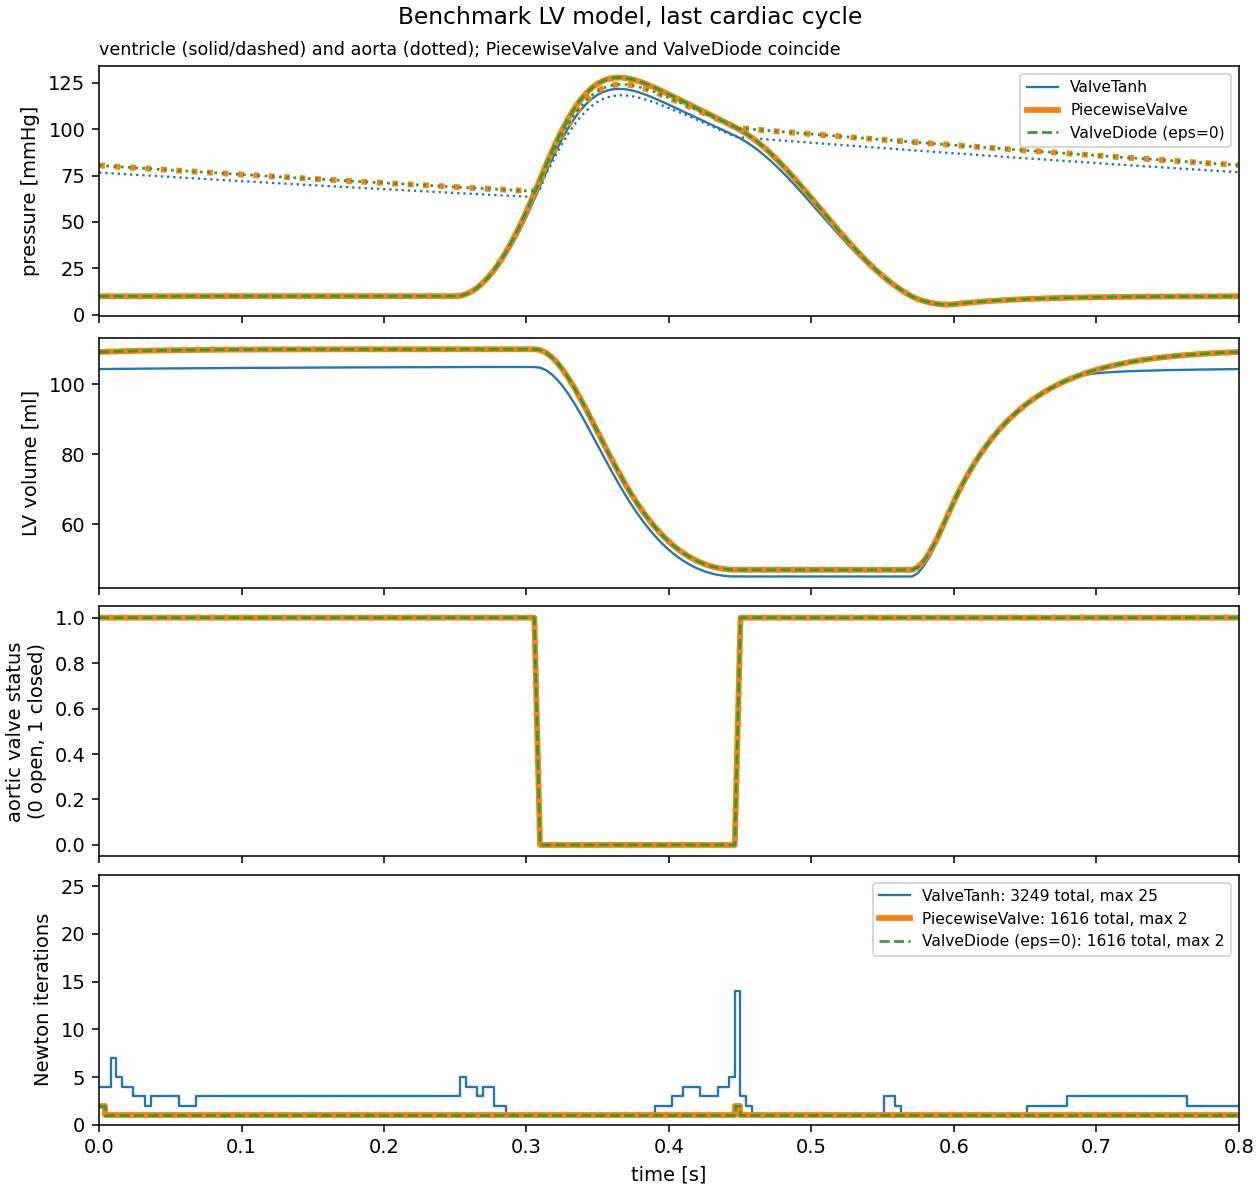 Benchmark LV model, last cardiac cycle
ventricle (solid/dashed) and aorta (dotted); PiecewiseValve and ValveDiode coincide
pressure [mmHg]
125
100
75
50
25
0
ValveTanh
PiecewiseValve
ValveDiode (eps=0)
LV volume [ml]
100
80
60
aortic valve status
(0 open, 1 closed)
1.0
0.8
0.6
0.4
0.2
0.0
Newton iterations
25
20
15
10
5
0
ValveTanh: 3249 total, max 25
PiecewiseValve: 1616 total, max 2
ValveDiode (eps=0): 1616 total, max 2
0.0 0.1 0.2 0.3 0.4 0.5 0.6 0.7 0.8
time [s]